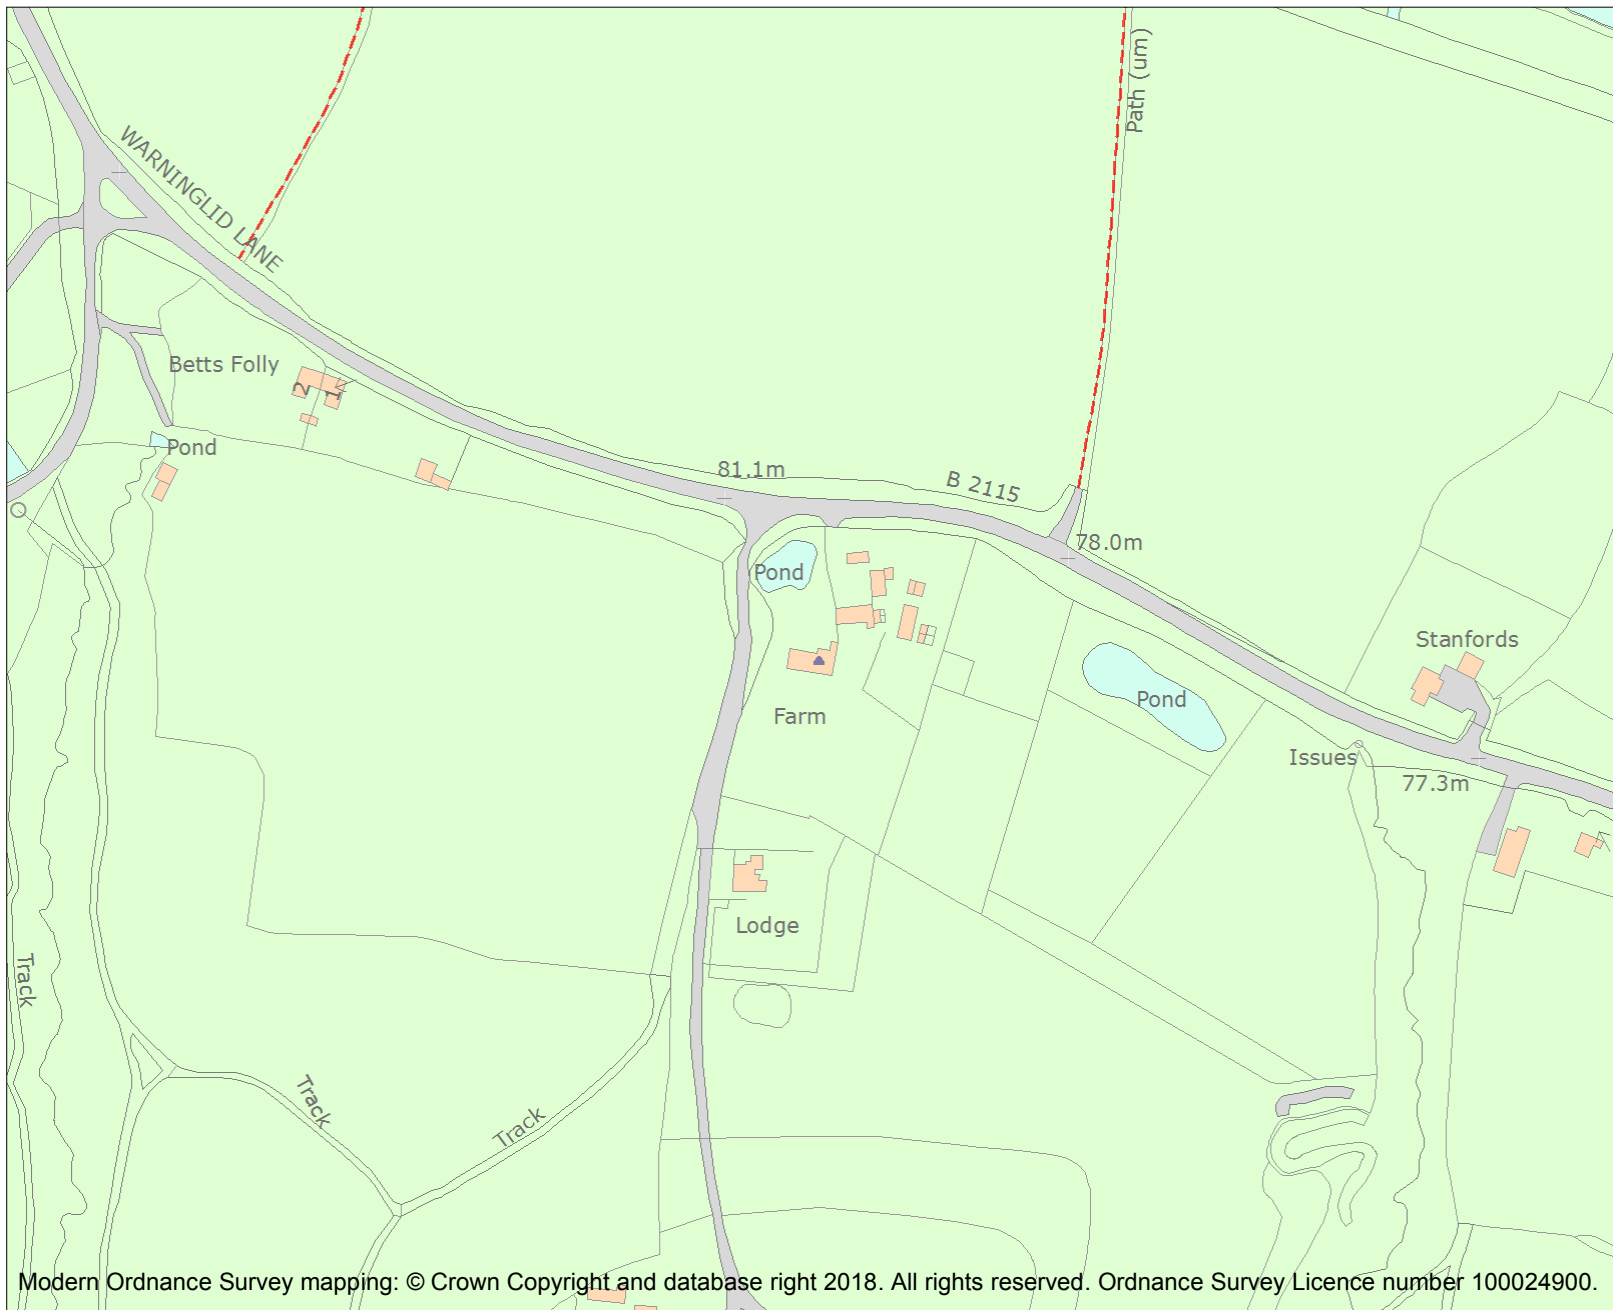 Path (um)
WARNINGLID LANE
Betts Folly
2
1
Pond
81.1m
B 2115
78.0m
Pond
Stanfords
Pond
Farm
Issues
77.3m
Lodge
Track
Track
Track
Modern Ordnance Survey mapping: © Crown Copyright and database right 2018. All rights reserved. Ordnance Survey Licence number 100024900.